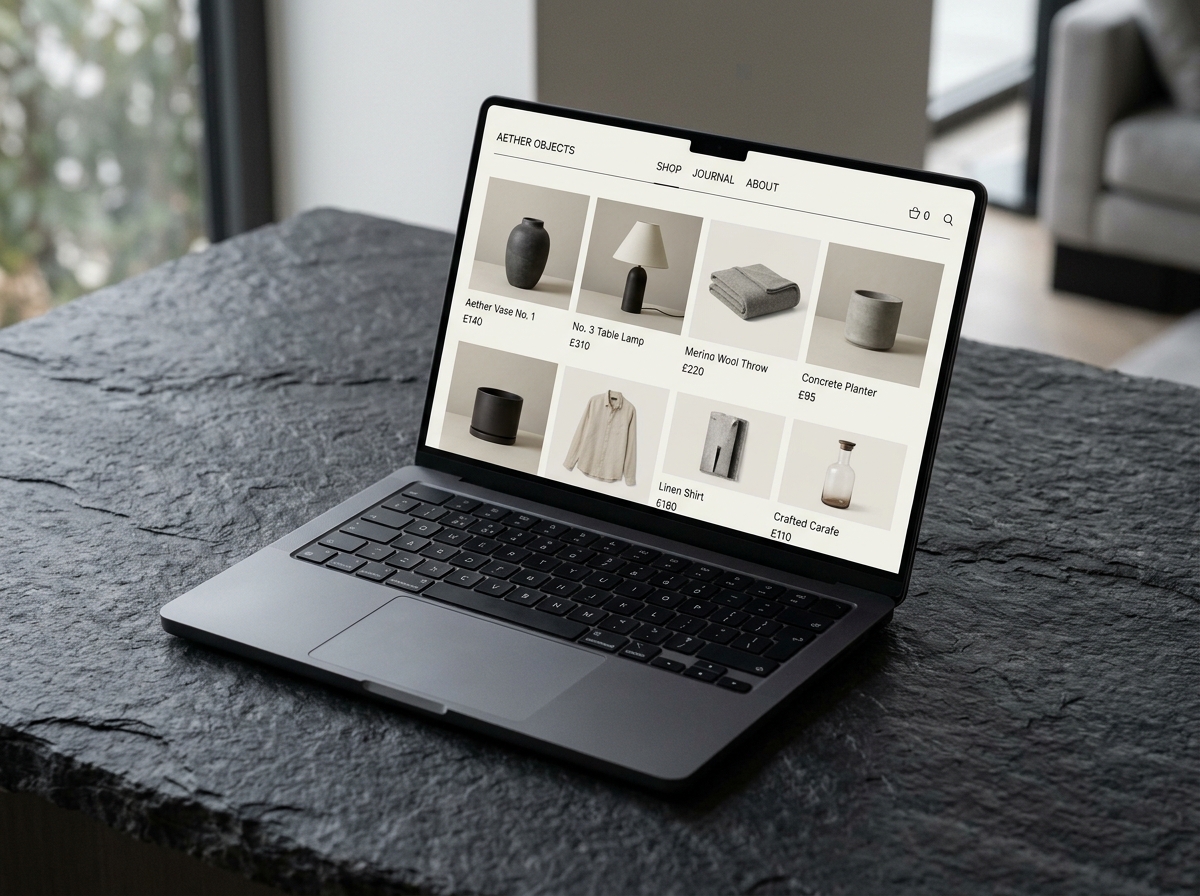 AETHER OBJECTS
SHOP JOURNAL ABOUT
0
Aether Vase No. 1
£140
No. 3 Table Lamp
£310
Merino Wool Throw
£220
Concrete Planter
£95
Linen Shirt
£180
Crafted Carafe
£110